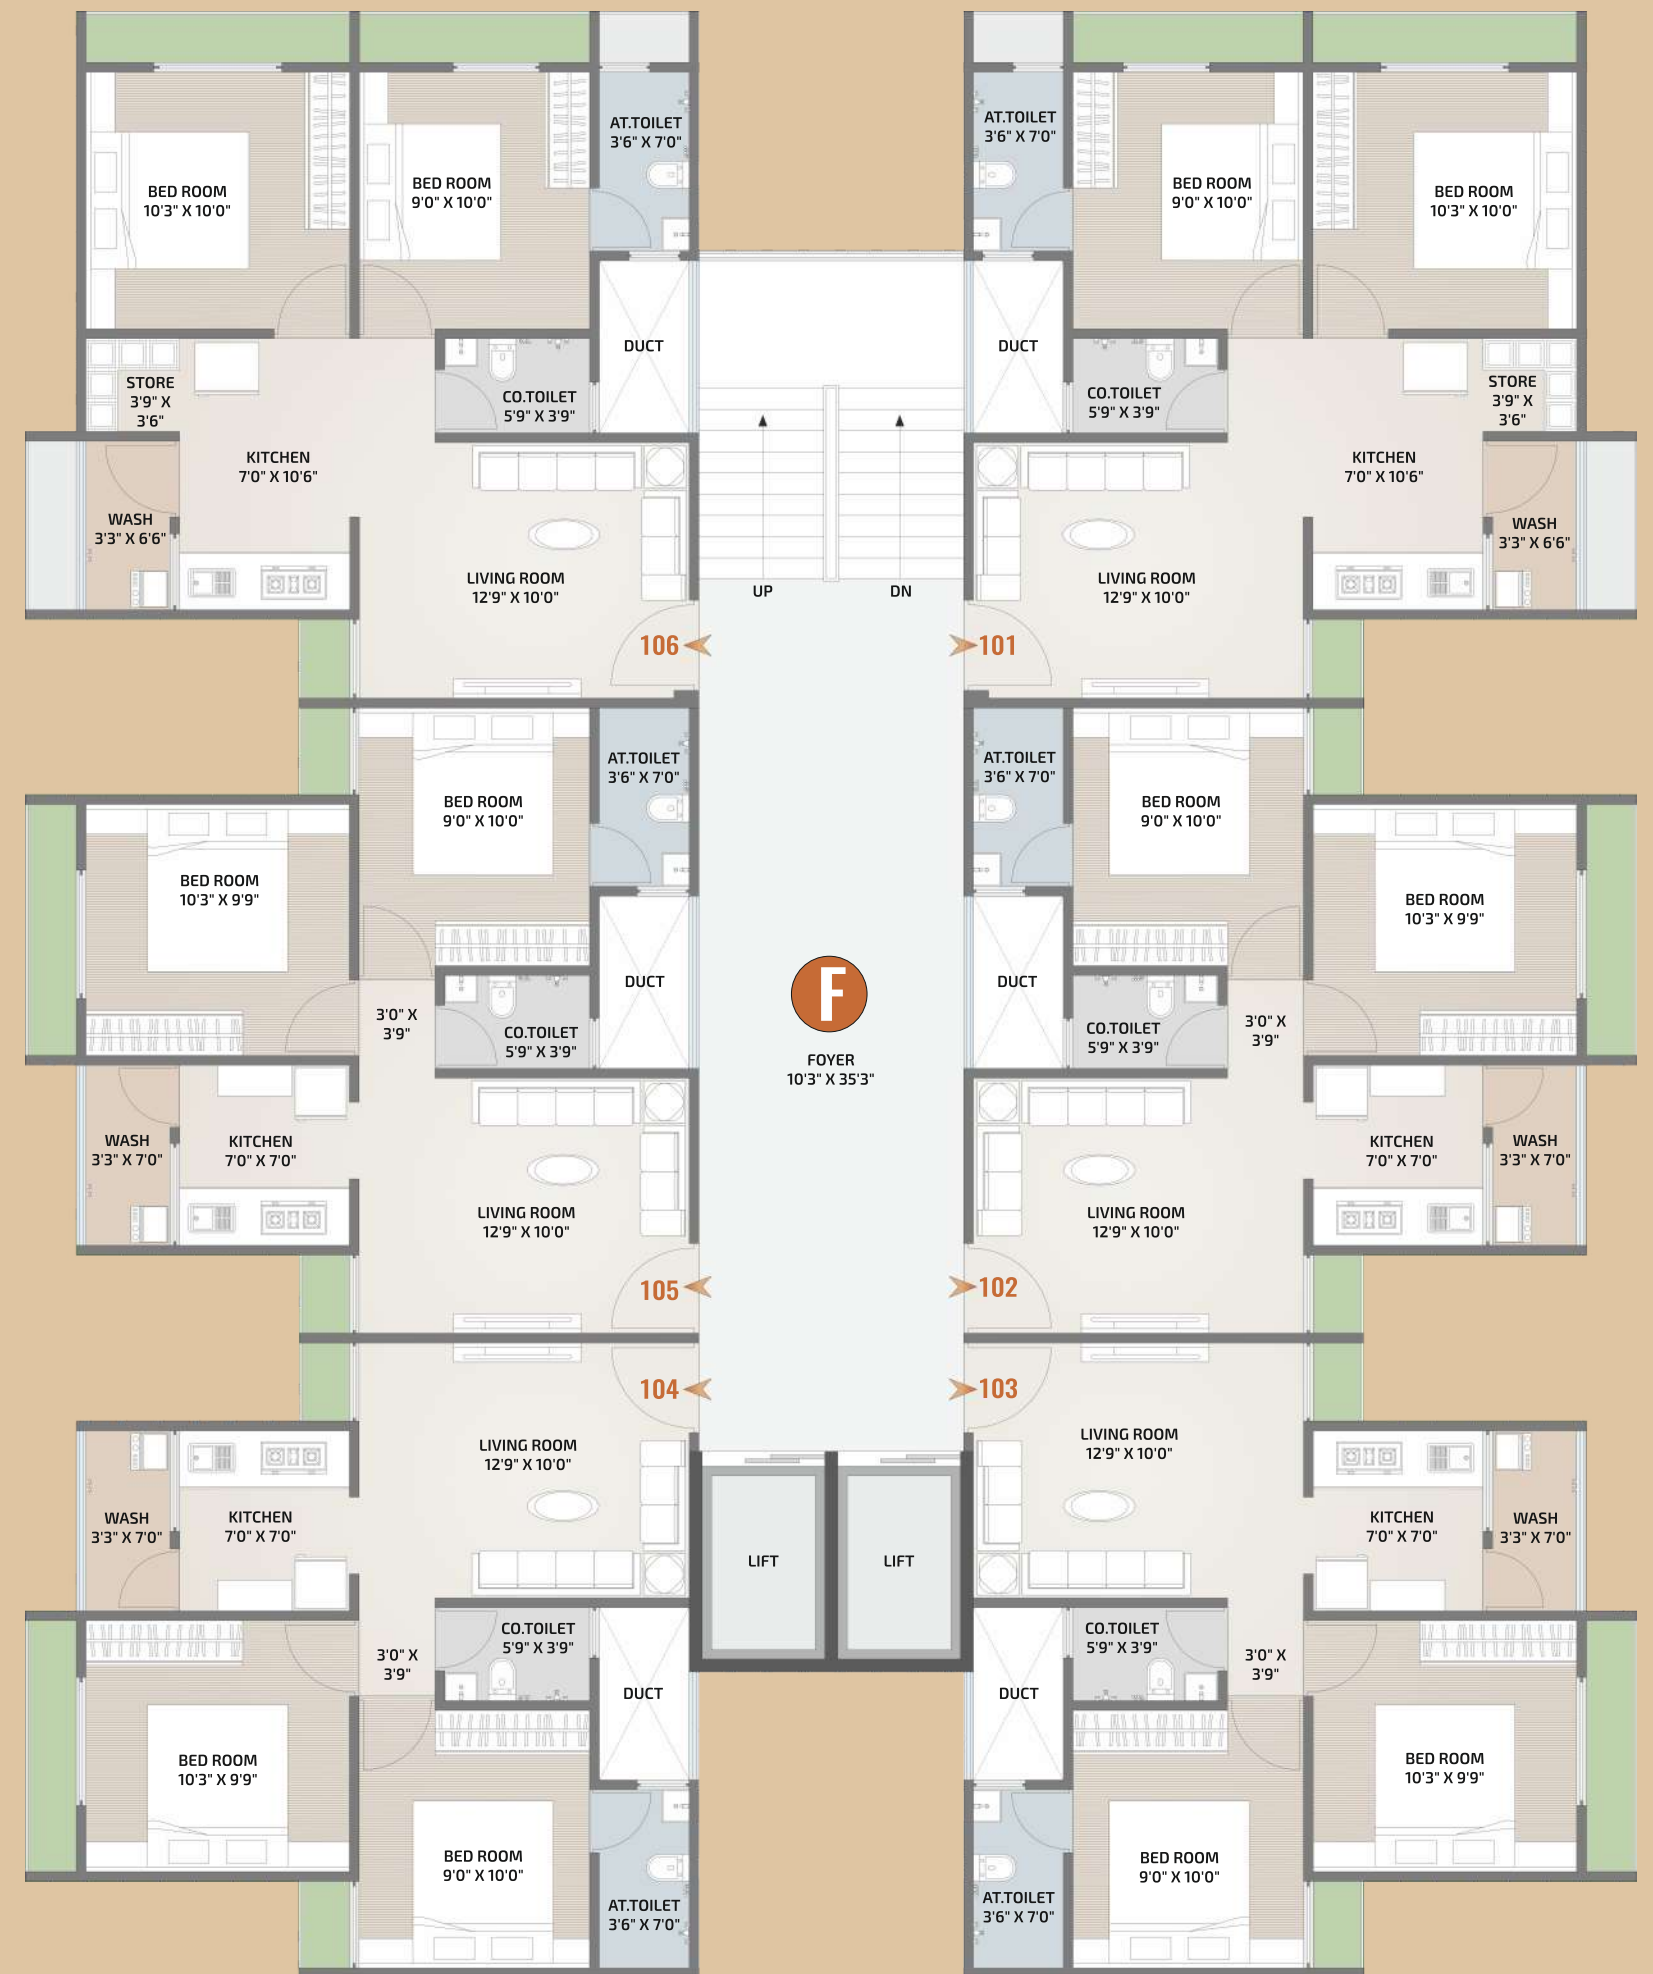 AT.TOILET
3'6" X 7'0"
BED ROOM
10'3" X 10'0"
BED ROOM
9'0" X 10'0"
DUCT
STORE
3'9" X
3'6"
CO.TOILET
5'9" X 3'9"
KITCHEN
7'0" X 10'6"
WASH
3'3" X 6'6"
LIVING ROOM
12'9" X 10'0"
106
AT.TOILET
3'6" X 7'0"
BED ROOM
9'0" X 10'0"
BED ROOM
10'3" X 10'0"
DUCT
CO.TOILET
5'9" X 3'9"
STORE
3'9" X
3'6"
KITCHEN
7'0" X 10'6"
WASH
3'3" X 6'6"
LIVING ROOM
12'9" X 10'0"
101
UP
DN
AT.TOILET
3'6" X 7'0"
BED ROOM
9'0" X 10'0"
BED ROOM
10'3" X 9'9"
DUCT
3'0" X
3'9"
CO.TOILET
5'9" X 3'9"
WASH
3'3" X 7'0"
KITCHEN
7'0" X 7'0"
LIVING ROOM
12'9" X 10'0"
105
F
FOYER
10'3" X 35'3"
AT.TOILET
3'6" X 7'0"
BED ROOM
9'0" X 10'0"
BED ROOM
10'3" X 9'9"
DUCT
CO.TOILET
5'9" X 3'9"
3'0" X
3'9"
KITCHEN
7'0" X 7'0"
WASH
3'3" X 7'0"
LIVING ROOM
12'9" X 10'0"
102
104
LIVING ROOM
12'9" X 10'0"
WASH
3'3" X 7'0"
KITCHEN
7'0" X 7'0"
CO.TOILET
5'9" X 3'9"
3'0" X
3'9"
DUCT
BED ROOM
10'3" X 9'9"
BED ROOM
9'0" X 10'0"
AT.TOILET
3'6" X 7'0"
LIFT
LIFT
103
LIVING ROOM
12'9" X 10'0"
KITCHEN
7'0" X 7'0"
WASH
3'3" X 7'0"
CO.TOILET
5'9" X 3'9"
3'0" X
3'9"
DUCT
BED ROOM
10'3" X 9'9"
BED ROOM
9'0" X 10'0"
AT.TOILET
3'6" X 7'0"